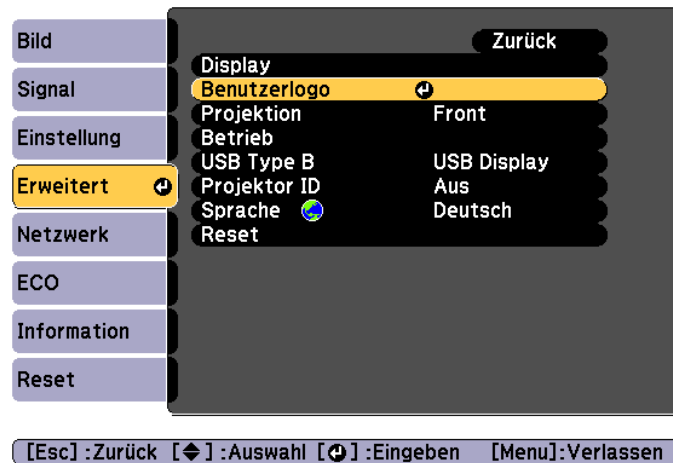 Bild
Signal
Einstellung
Erweitert
Netzwerk
ECO
Information
Reset
Zurück
Display
Benutzerlogo
Projektion Front
Betrieb
USB Type B USB Display
Projektor ID Aus
Sprache Deutsch
Reset
[Esc] :Zurück [◆] :Auswahl [⏎] :Eingeben [Menu]:Verlassen